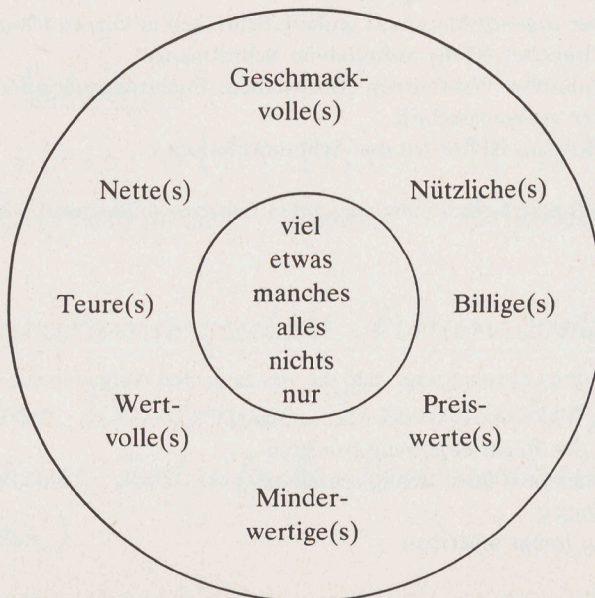 Geschmack-
volle(s)
Nette(s)
Nützliche(s)
viel
etwas
manches
alles
nichts
nur
Teure(s)
Billige(s)
Wert-
volle(s)
Preis-
werte(s)
Minder-
wertige(s)